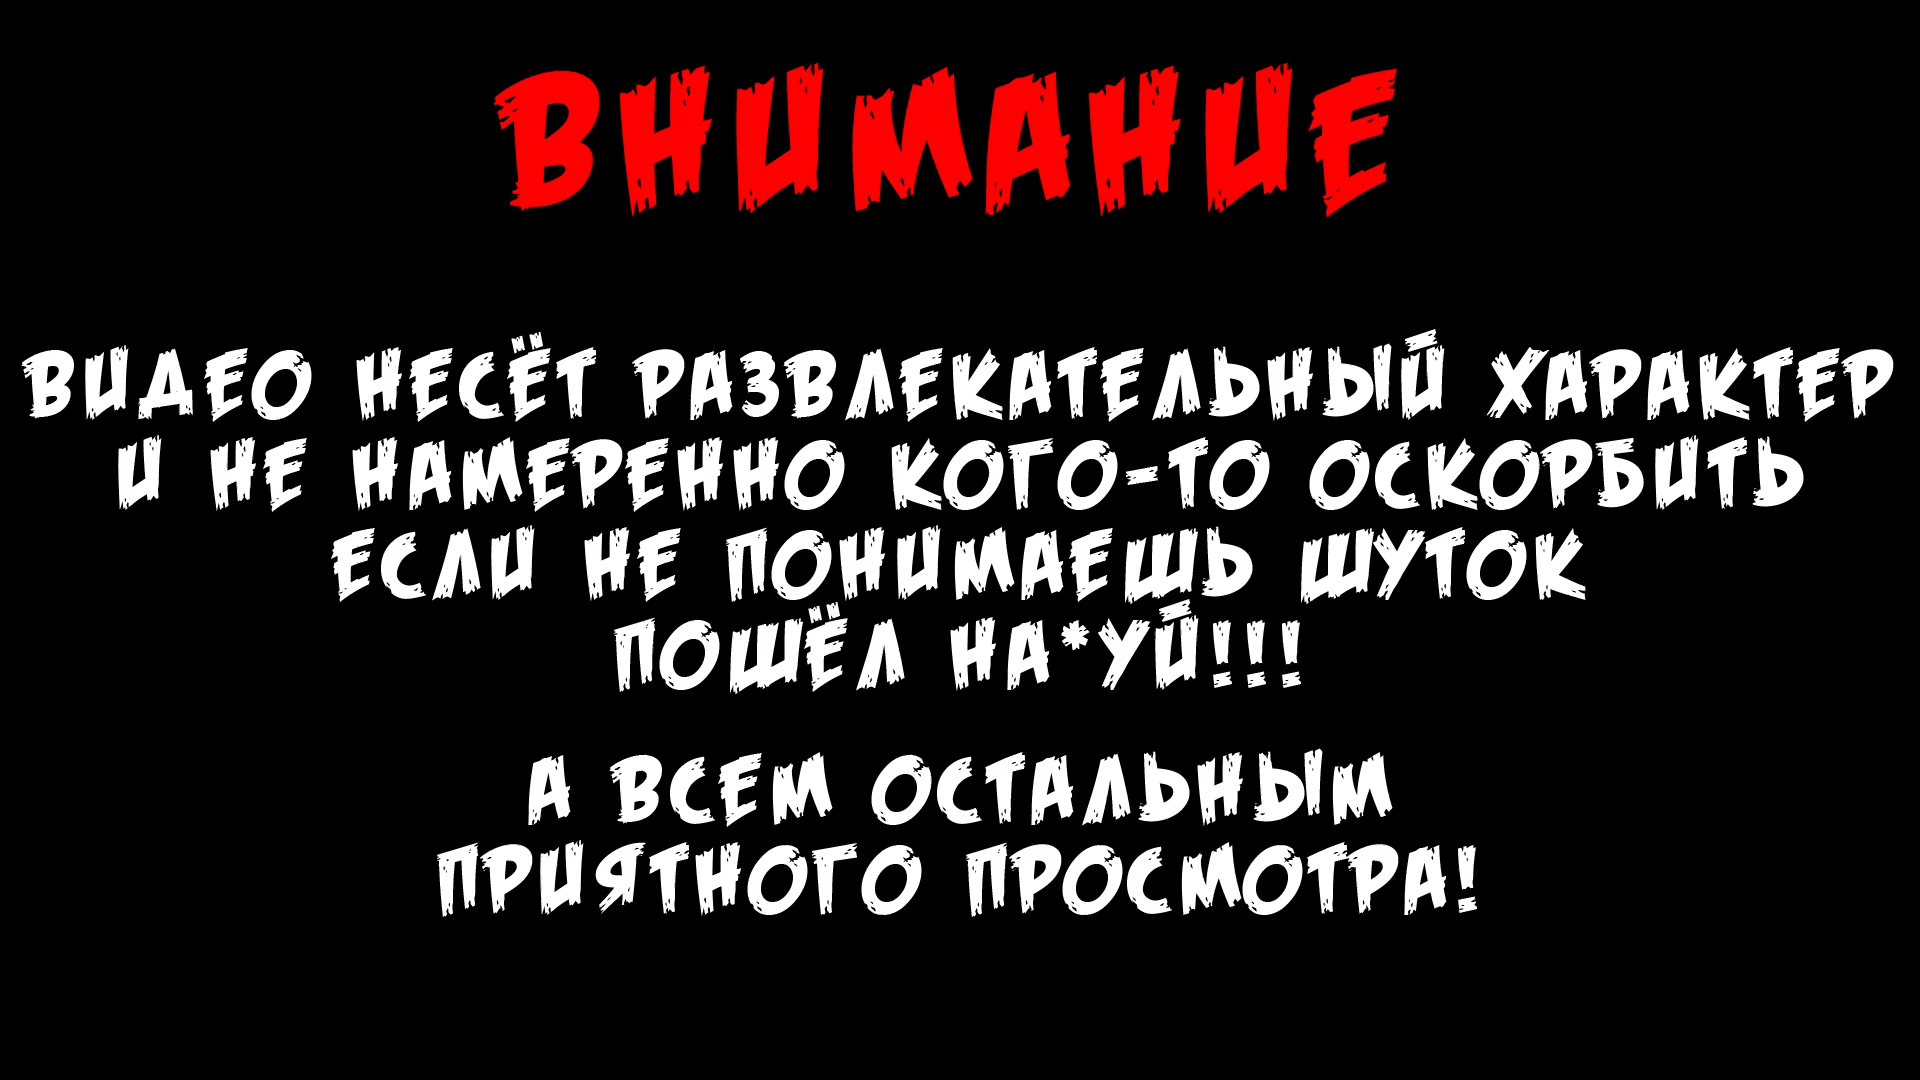 ВНИМАНИЕ
ВИДЕО НЕСЁТ РАЗВЛЕКАТЕЛЬНЫЙ ХАРАКТЕР
И НЕ НАМЕРЕННО КОГО-ТО ОСКОРБИТЬ
ЕСЛИ НЕ ПОНИМАЕШЬ ШУТОК
ПОШЁЛ НА*УЙ!!!
А ВСЕМ ОСТАЛЬНЫМ
ПРИЯТНОГО ПРОСМОТРА!